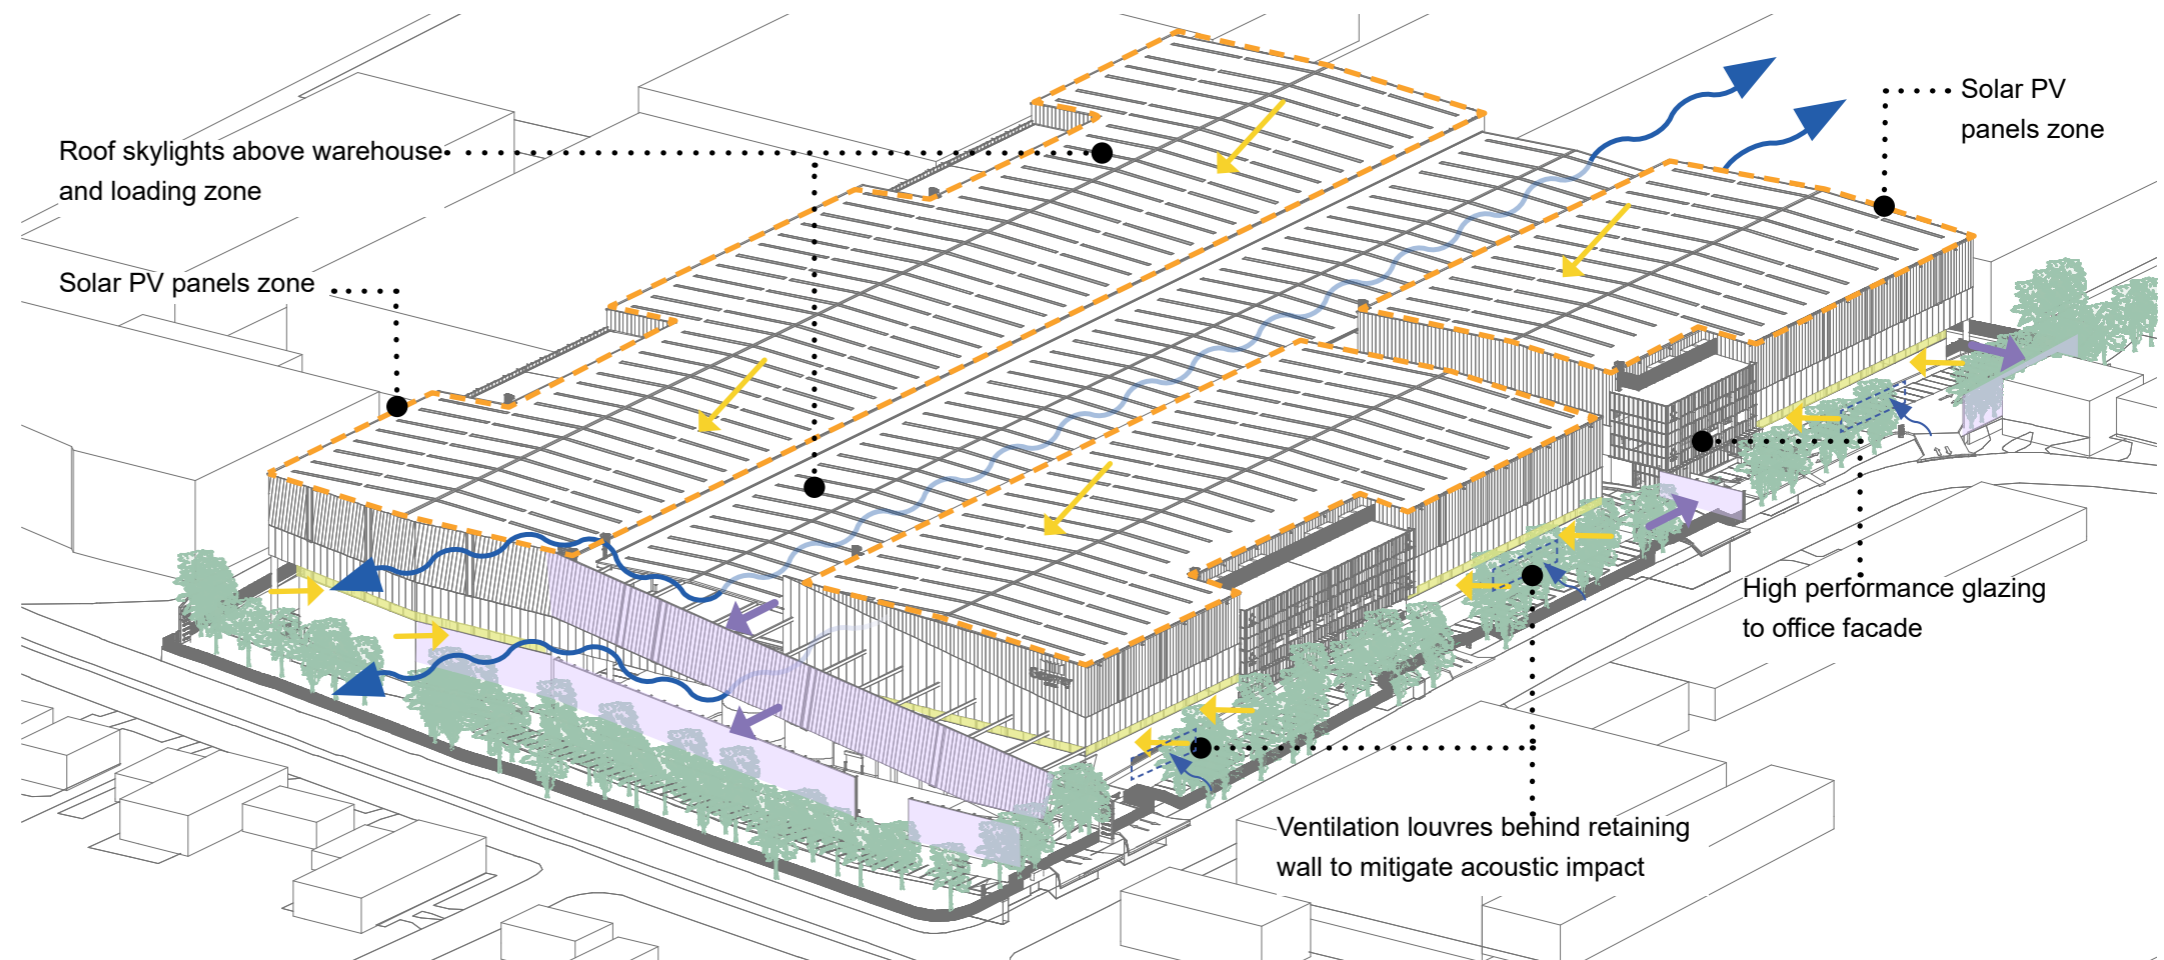 Solar PV
panels zone
Roof skylights above warehouse
and loading zone
Solar PV panels zone
High performance glazing
to office facade
Ventilation louvres behind retaining
wall to mitigate acoustic impact